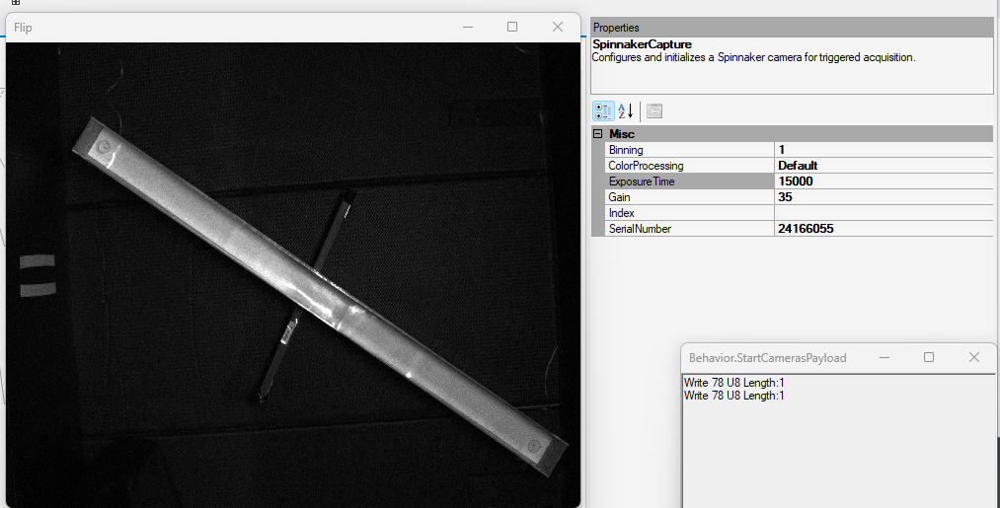 Flip
Properties
SpinnakerCapture
Configures and initializes a Spinnaker camera for triggered acquisition.
Misc
Binning 1
ColorProcessing Default
ExposureTime 15000
Gain 35
Index
SerialNumber 24166055
Behavior.StartCamerasPayload
Write 78 U8 Length:1
Write 78 U8 Length:1